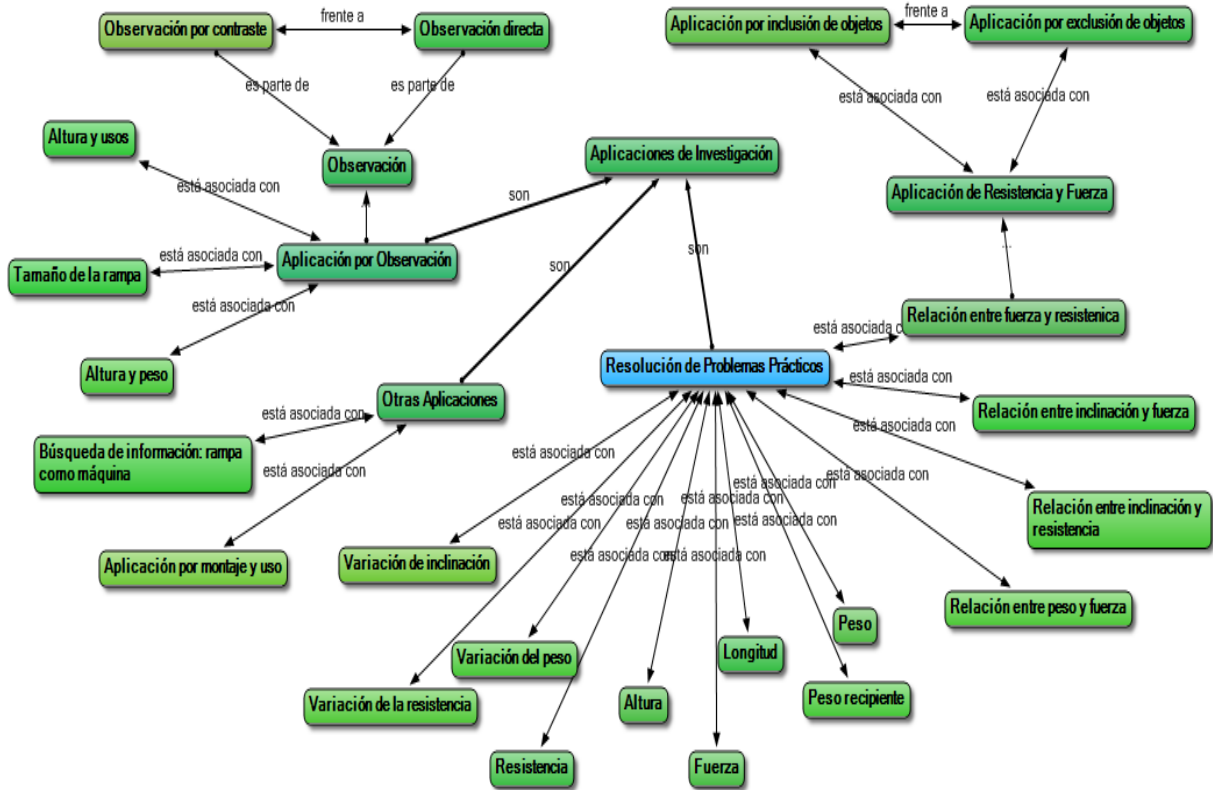 Observación por contraste
frente a
Observación directa
Aplicación por inclusión de objetos
frente a
Aplicación por exclusión de objetos
es parte de
es parte de
está asociada con
está asociada con
Altura y usos
Observación
Aplicaciones de Investigación
está asociada con
Aplicación de Resistencia y Fuerza
son
...
Aplicación por Observación
está asociada con
Tamaño de la rampa
son
son
...
está asociada con
Relación entre fuerza y resistenica
está asociada c
Altura y peso
Resolución de Problemas Prácticos
está asociada con
Otras Aplicaciones
Relación entre inclinación y fuerza
está asociada con
Búsqueda de información: rampa
como máquina
está asociada con
está asociada con
está asociada con
está asociada con
Relación entre inclinación y
resistencia
está asociada con
está asociada con
está asociada con
está asociada con
está asociada con
está asociada con
está asociada con
Aplicación por montaje y uso
Variación de inclinación
Relación entre peso y fuerza
Peso
Variación del peso
Longitud
Variación de la resistencia
Altura
Peso recipiente
Resistencia
Fuerza